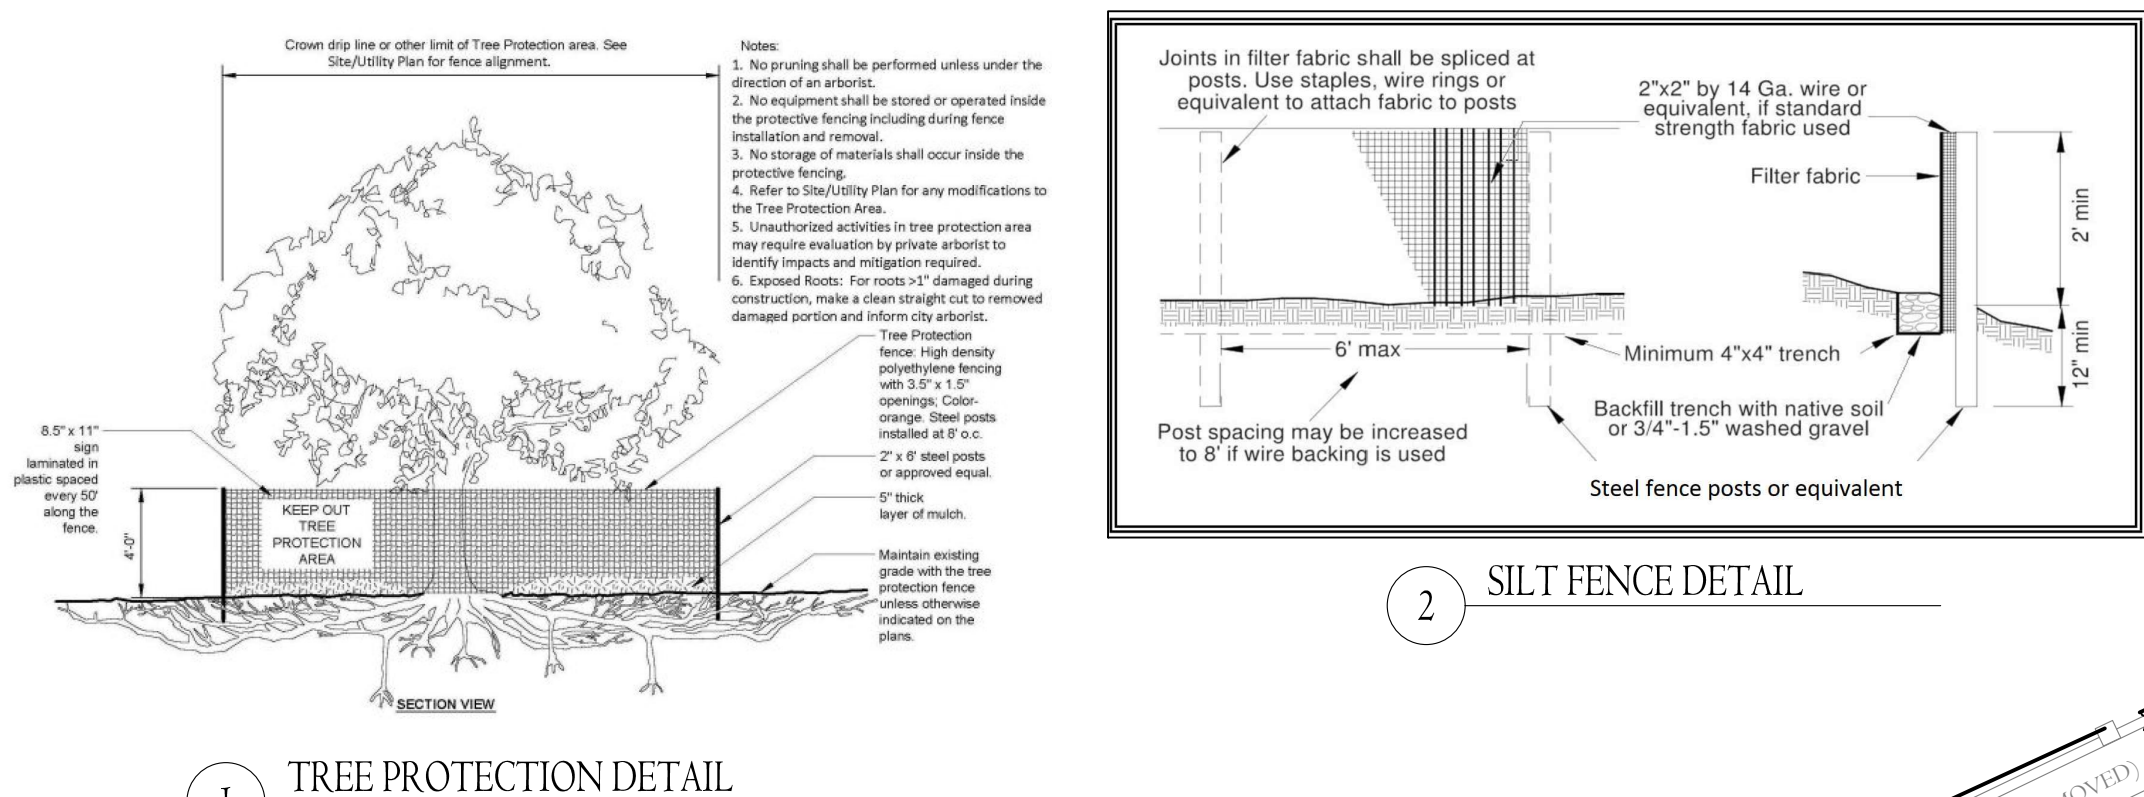 Crown drip line or other limit of Tree Protection area. See
Site/Utility Plan for fence alignment.
Notes:
1. No pruning shall be performed unless under the
direction of an arborist.
2. No equipment shall be stored or operated inside
the protective fencing including during fence
installation and removal.
3. No storage of materials shall occur inside the
protective fencing.
4. Refer to Site/Utility Plan for any modifications to
the Tree Protection Area.
5. Unauthorized activities in tree protection area
may require evaluation by private arborist to
identify impacts and mitigation required.
6. Exposed Roots: For roots >1" damaged during
construction, make a clean straight cut to removed
damaged portion and inform city arborist.
Tree Protection
fence: High density
polyethylene fencing
with 3.5" x 1.5"
openings; Color-
orange. Steel posts
installed at 8' o.c.
2" x 6' steel posts
or approved equal.
5" thick
layer of mulch.
Maintain existing
grade with the tree
protection fence
unless otherwise
indicated on the
plans.
8.5" x 11"
sign
laminated in
plastic spaced
every 50'
along the
fence.
4'-0"
KEEP OUT
TREE
PROTECTION
AREA
SECTION VIEW
1
TREE PROTECTION DETAIL
Joints in filter fabric shall be spliced at
posts. Use staples, wire rings or
equivalent to attach fabric to posts
2"x2" by 14 Ga. wire or
equivalent, if standard
strength fabric used
Filter fabric
2' min
12" min
6' max
Minimum 4"x4" trench
Backfill trench with native soil
or 3/4"-1.5" washed gravel
Post spacing may be increased
to 8' if wire backing is used
Steel fence posts or equivalent
2
SILT FENCE DETAIL